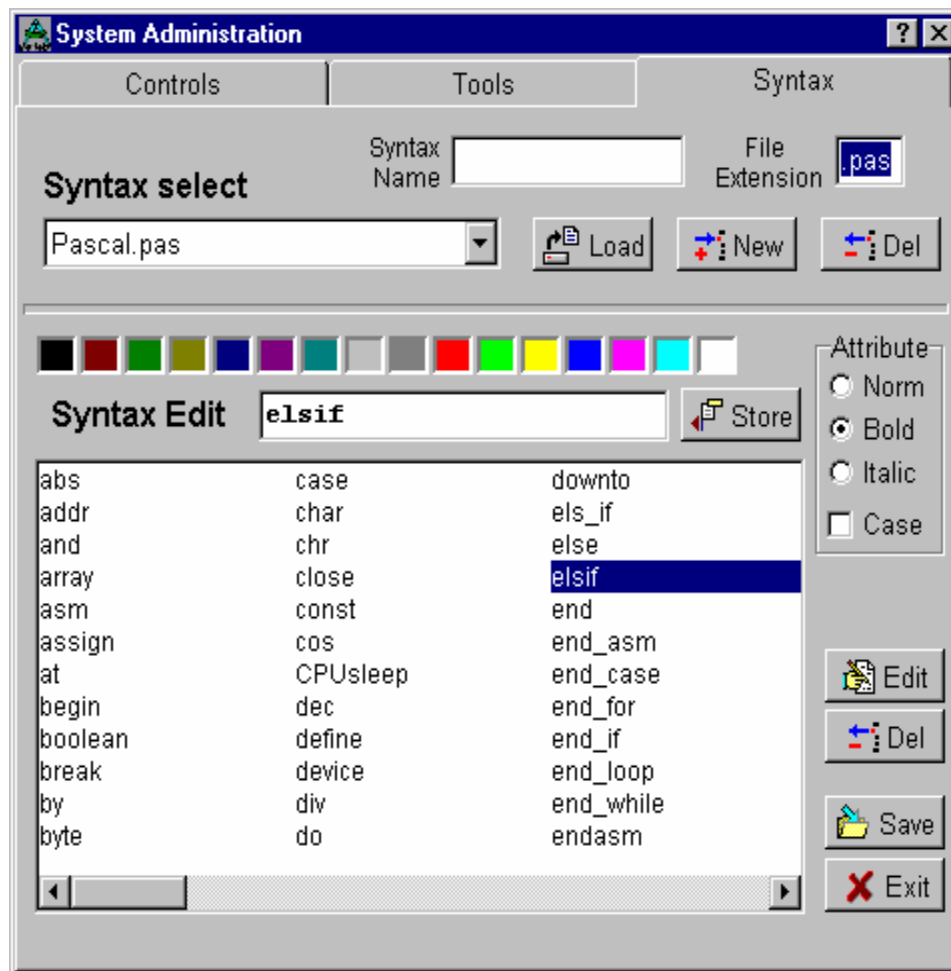 System Administration
Controls Tools Syntax
Syntax Name
File Extension .pas
Syntax select
Pascal.pas Load New Del
Attribute
Norm
Bold
Italic
Case
Syntax Edit elsif Store
abs case downto
addr char els_if
and chr else
array close elsif
asm const end
assign cos end_asm
at CPUsleep end_case
begin dec end_for
boolean define end_if
break device end_loop
by div end_while
byte do endasm
Edit
Del
Save
Exit